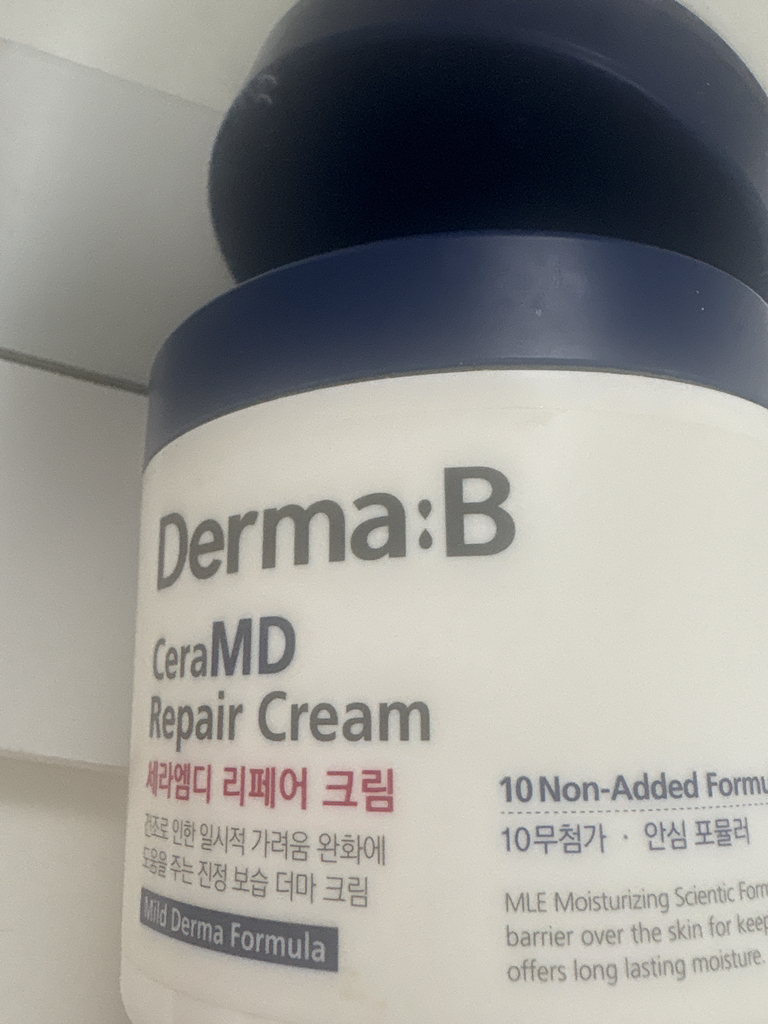 Derma:B
CeraMD
Repair Cream
세라엠디 리페어 크림
건조로 인한 일시적 가려움 완화에
도움을 주는 진정 보습 더마 크림
Mild Derma Formula
10 Non-Added
10무첨가 · 안심 포뮬러
MLE Moisturizing Scientic
barrier over the skin for
offers long lasting moisture.